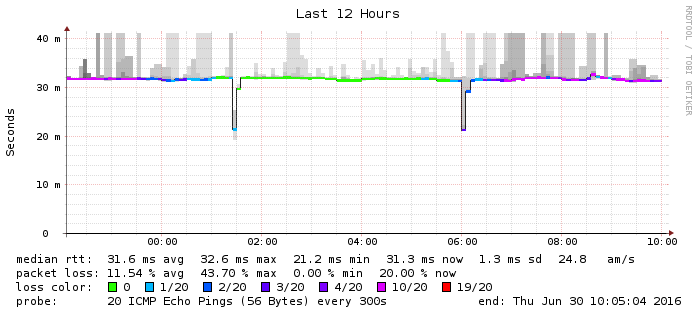 Last 12 Hours
RRDTOOL / TOBI OETIKER
Seconds
40 m
30 m
20 m
10 m
0
00:00 02:00 04:00 06:00 08:00 10:00
median rtt: 31.6 ms avg 32.6 ms max 21.2 ms min 31.3 ms now 1.3 ms sd 24.8 am/s
packet loss: 11.54 % avg 43.70 % max 0.00 % min 20.00 % now
loss color: 0 1/20 2/20 3/20 4/20 10/20 19/20
probe: 20 ICMP Echo Pings (56 Bytes) every 300s end: Thu Jun 30 10:05:04 2016